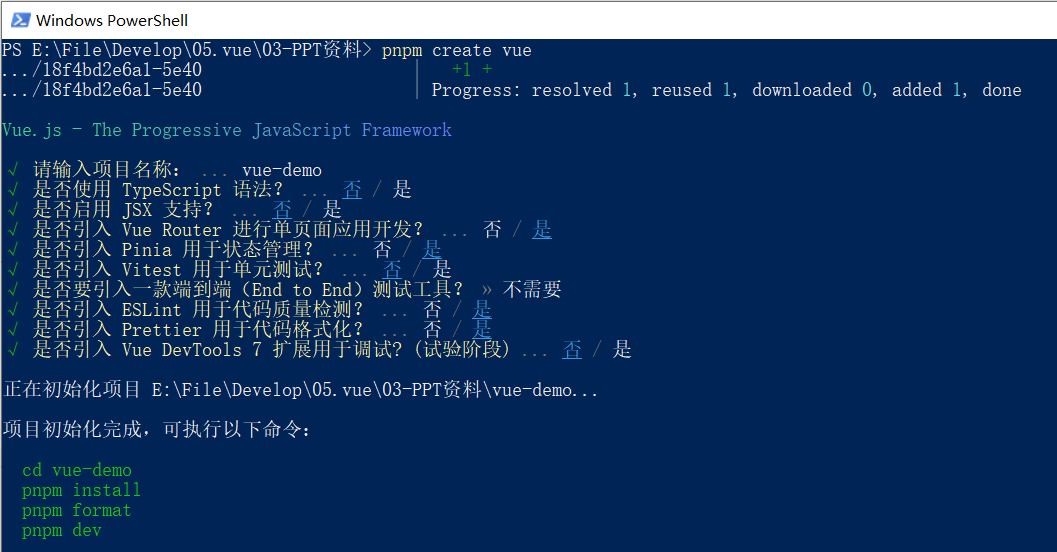 Windows PowerShell
PS E:\File\Develop\05.vue\03-PPT资料> pnpm create vue
.../18f4bd2e6a1-5e40 | +1 +
.../18f4bd2e6a1-5e40 | Progress: resolved 1, reused 1, downloaded 0, added 1, done
Vue.js - The Progressive JavaScript Framework
√ 请输入项目名称： ... vue-demo
√ 是否使用 TypeScript 语法？ ... 否 / 是
√ 是否启用 JSX 支持？ ... 否 / 是
√ 是否引入 Vue Router 进行单页面应用开发？ ... 否 / 是
√ 是否引入 Pinia 用于状态管理？ ... 否 / 是
√ 是否引入 Vitest 用于单元测试？ ... 否 / 是
√ 是否要引入一款端到端（End to End）测试工具？ » 不需要
√ 是否引入 ESLint 用于代码质量检测？ ... 否 / 是
√ 是否引入 Prettier 用于代码格式化？ ... 否 / 是
√ 是否引入 Vue DevTools 7 扩展用于调试? (试验阶段) ... 否 / 是
正在初始化项目 E:\File\Develop\05.vue\03-PPT资料\vue-demo...
项目初始化完成，可执行以下命令：
cd vue-demo
pnpm install
pnpm format
pnpm dev